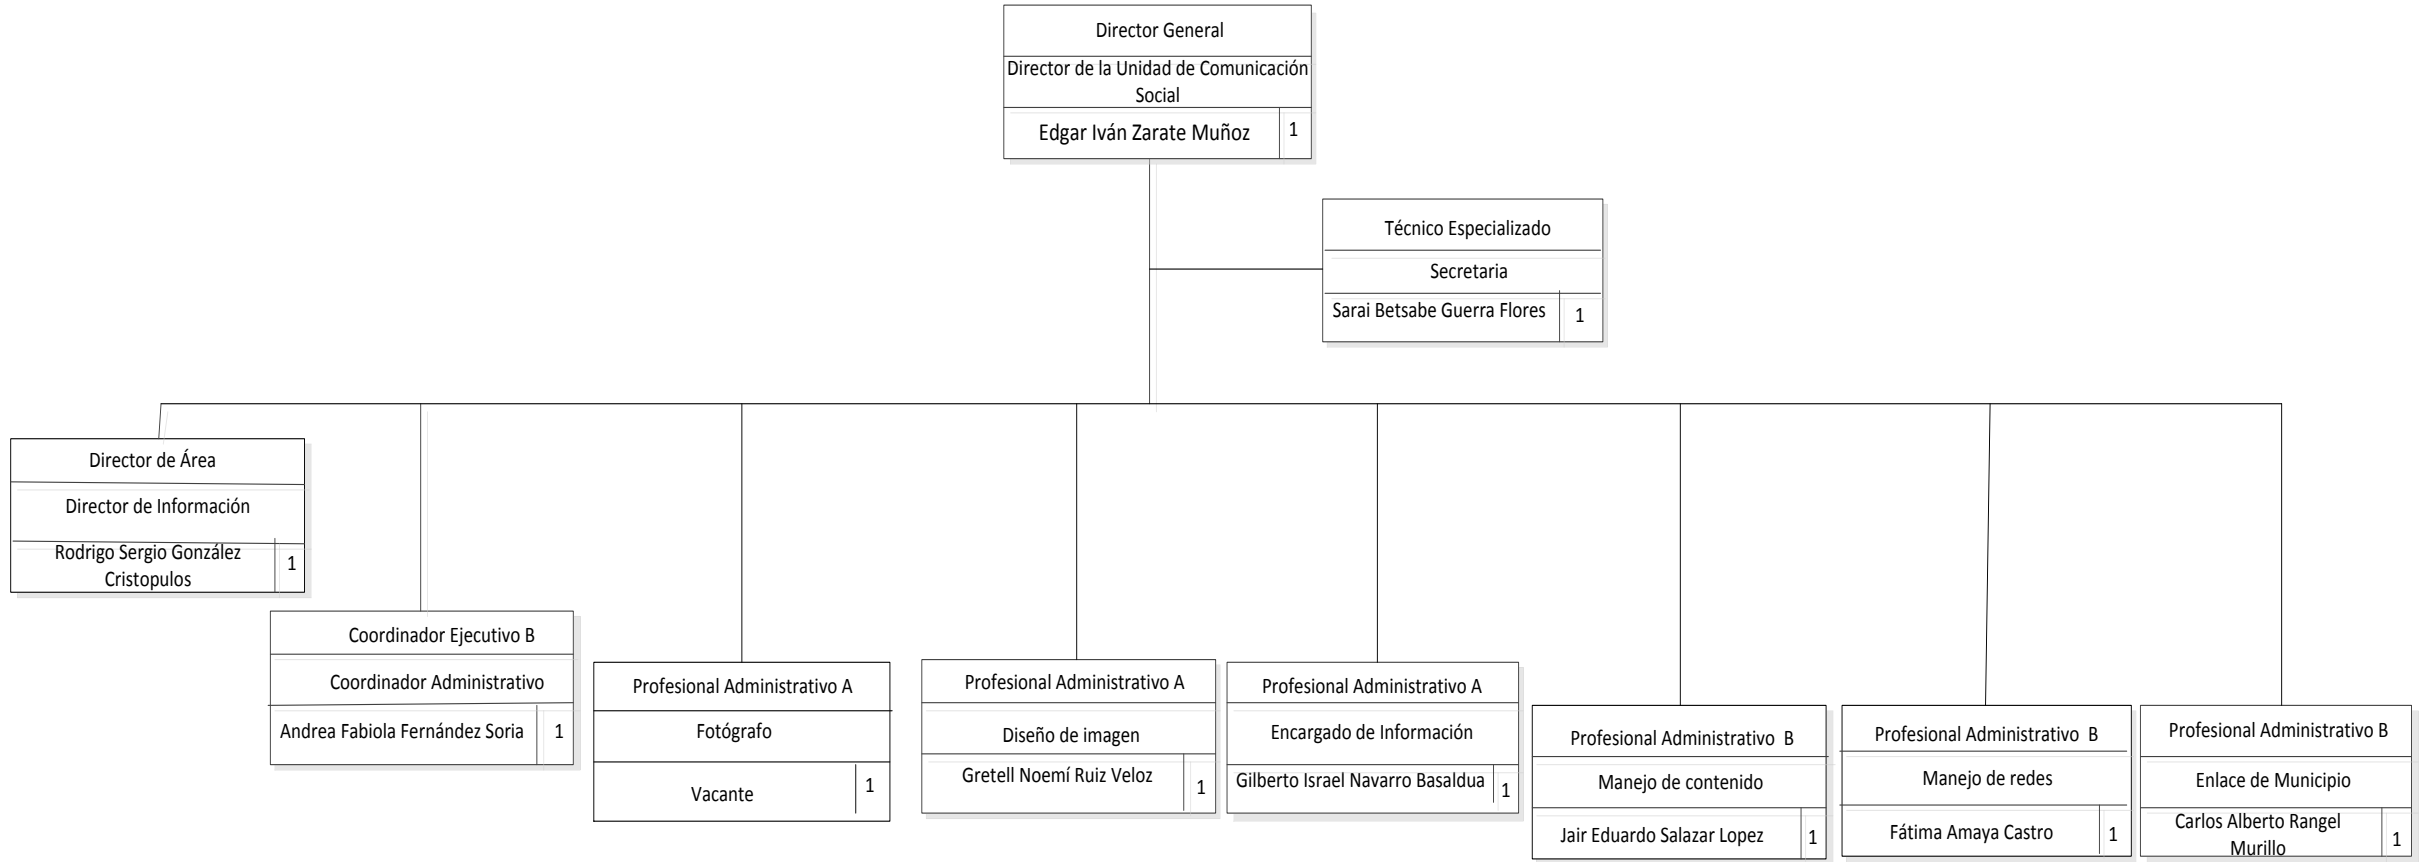 Director General
Director de la Unidad de Comunicación
Social
Edgar Iván Zarate Muñoz
1
Técnico Especializado
Secretaria
Sarai Betsabe Guerra Flores
1
Director de Área
Director de Información
Rodrigo Sergio González
Cristopulos
1
Coordinador Ejecutivo B
Coordinador Administrativo
Andrea Fabiola Fernández Soria
1
Profesional Administrativo A
Fotógrafo
Vacante
1
Profesional Administrativo A
Diseño de imagen
Gretell Noemí Ruiz Veloz
1
Profesional Administrativo A
Encargado de Información
Gilberto Israel Navarro Basaldua
1
Profesional Administrativo B
Manejo de contenido
Jair Eduardo Salazar Lopez
1
Profesional Administrativo B
Manejo de redes
Fátima Amaya Castro
1
Profesional Administrativo B
Enlace de Municipio
Carlos Alberto Rangel
Murillo
1